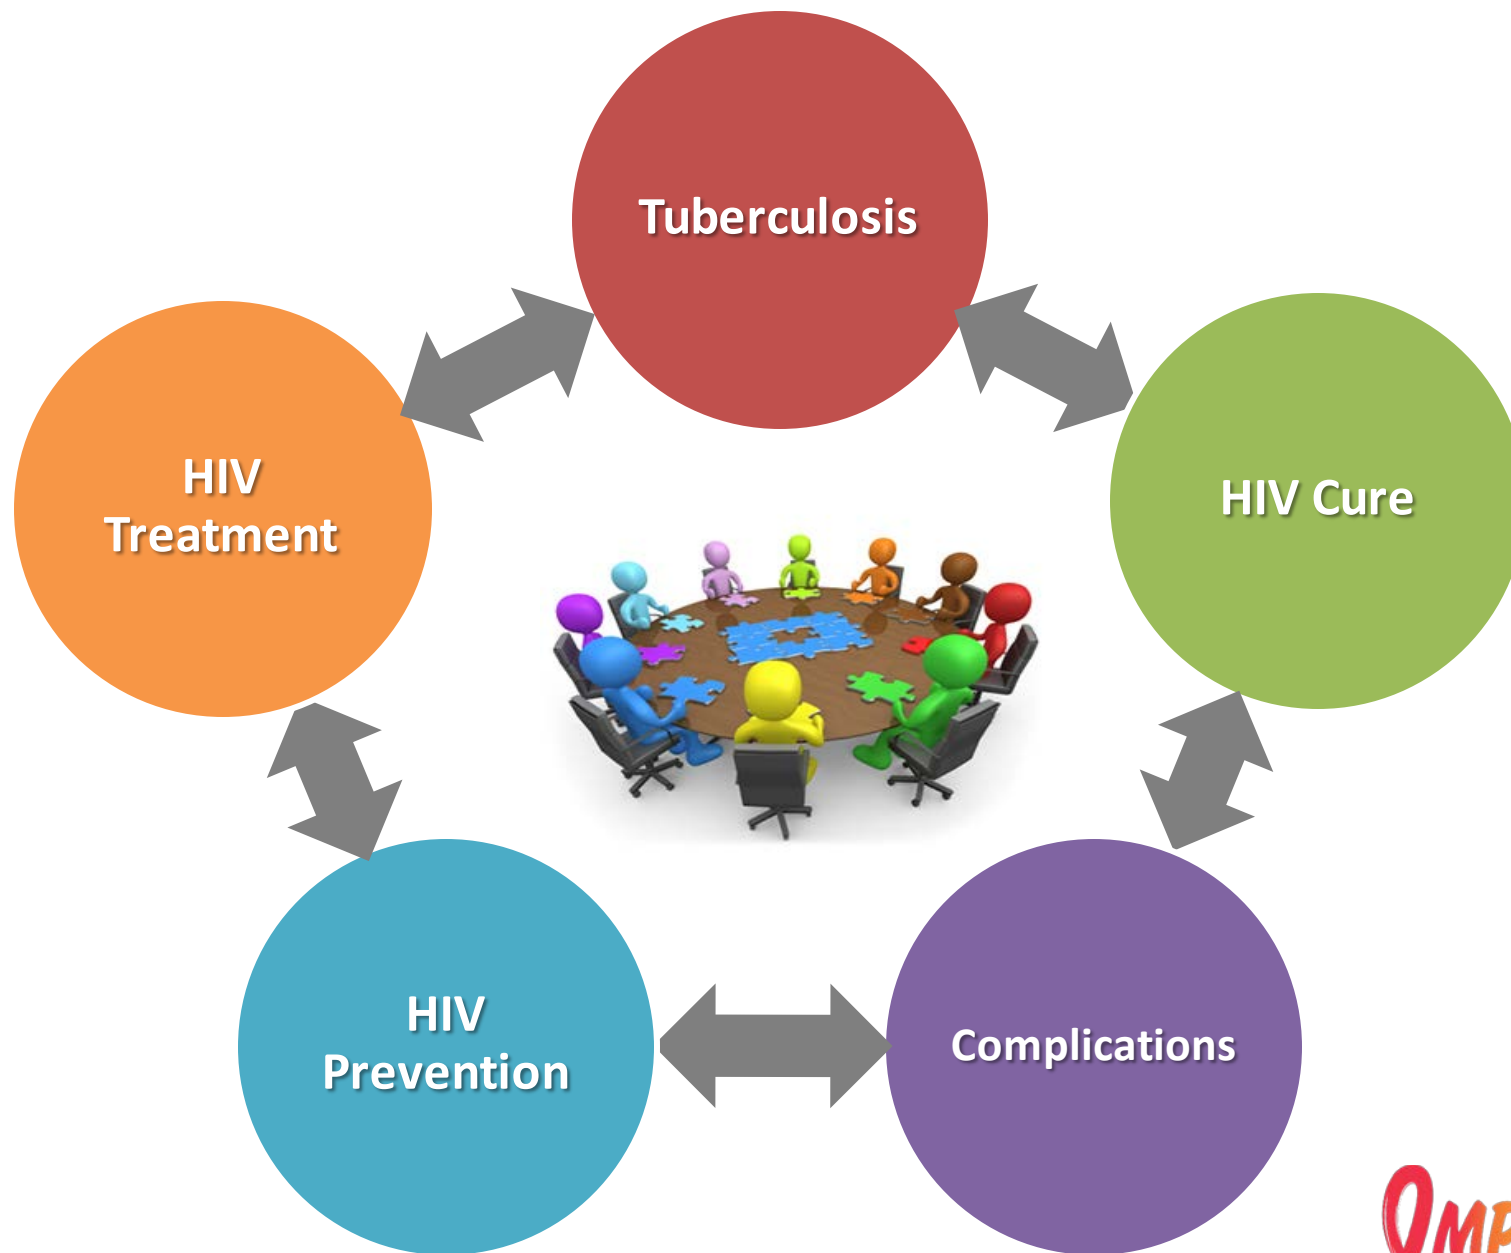 Tuberculosis
HIV
Treatment
HIV Cure
HIV
Prevention
Complications